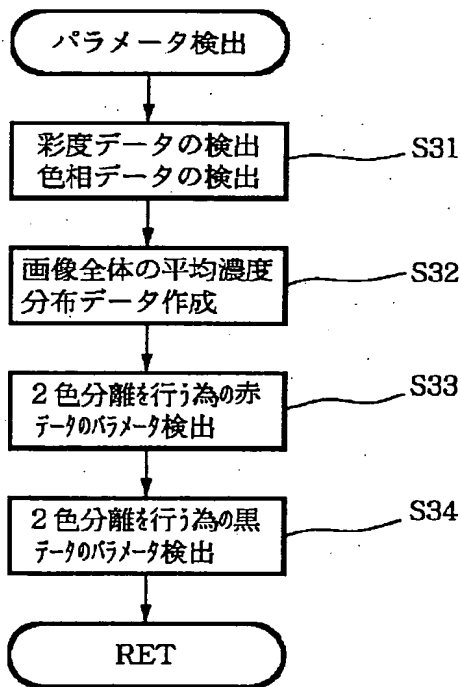 パラメータ検出
彩度データの検出
色相データの検出
S31
画像全体の平均濃度
分布データ作成
S32
2色分離を行う為の赤
データのパラメータ検出
S33
2色分離を行う為の黒
データのパラメータ検出
S34
RET